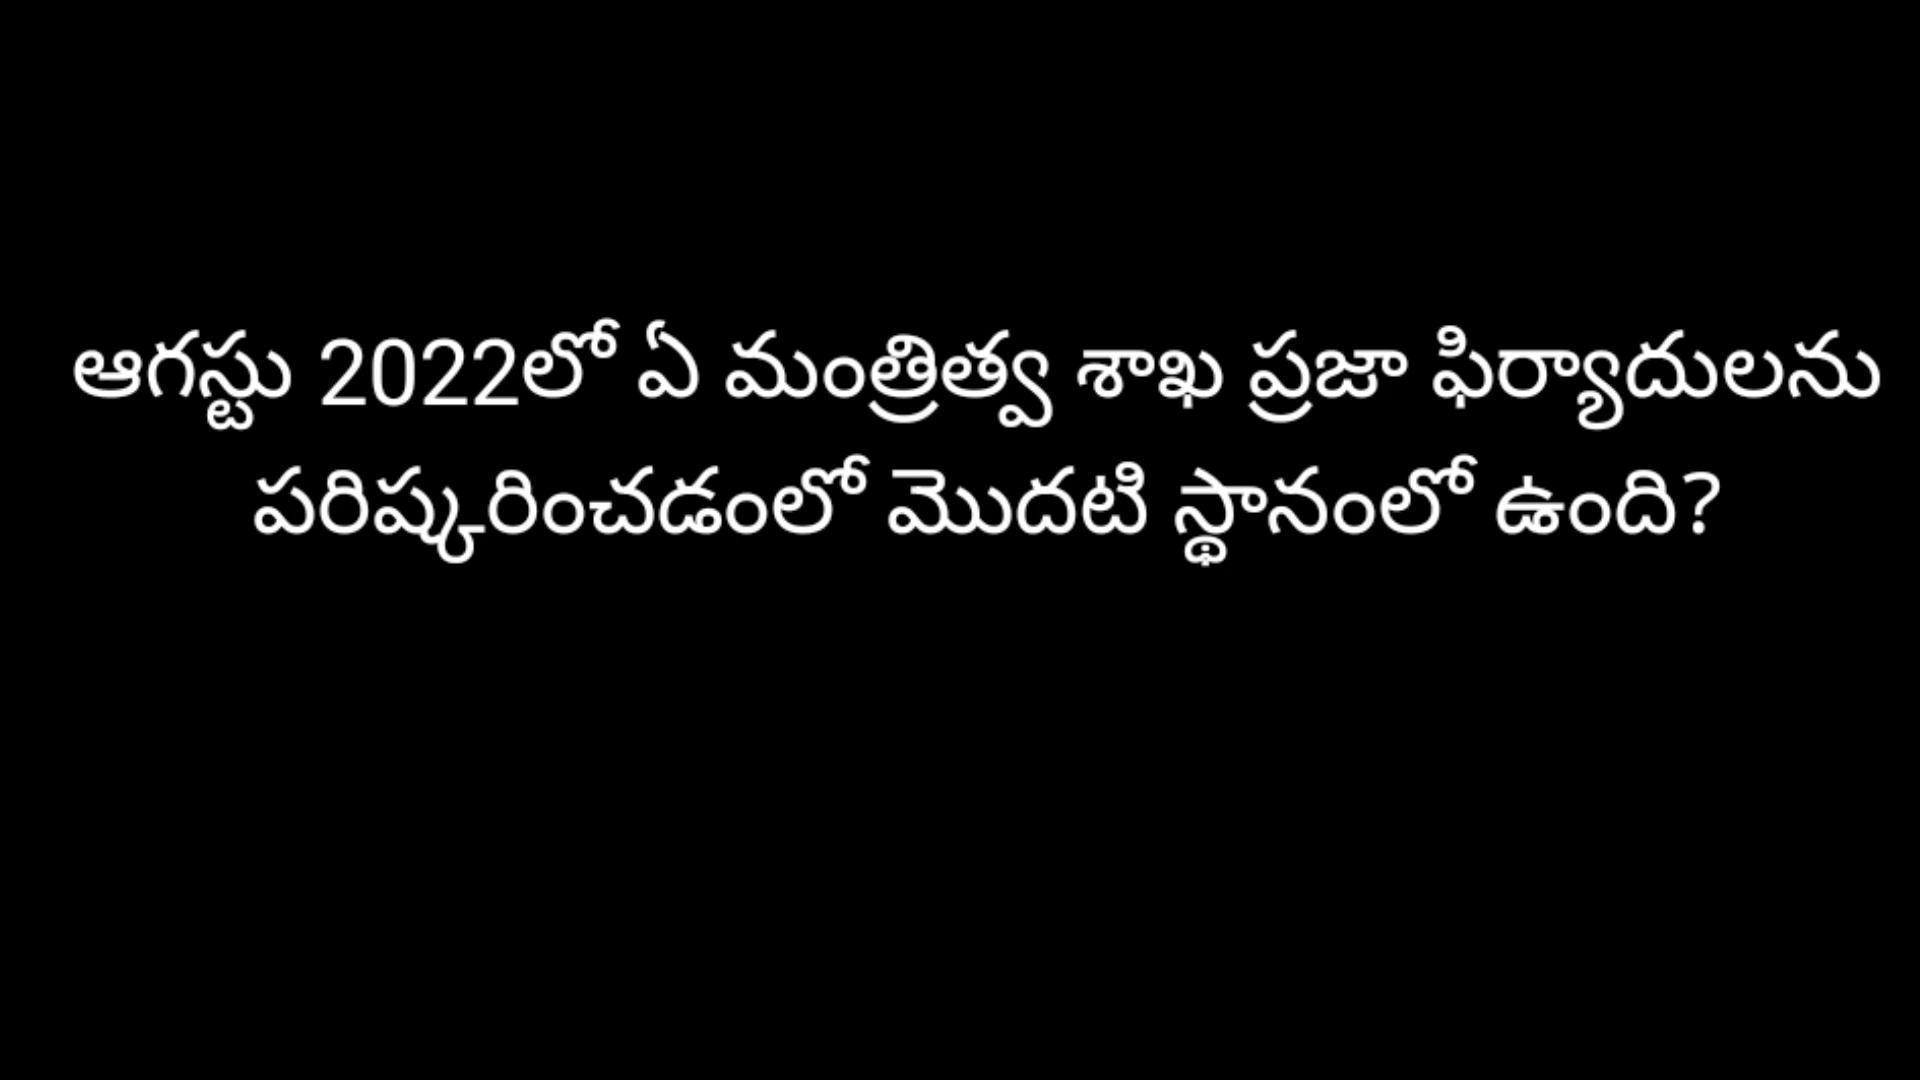 ఆగస్టు 2022లో ఏ మంత్రిత్వ శాఖ ప్రజా ఫిర్యాదులను
పరిష్కరించడంలో మొదటి స్థానంలో ఉంది?